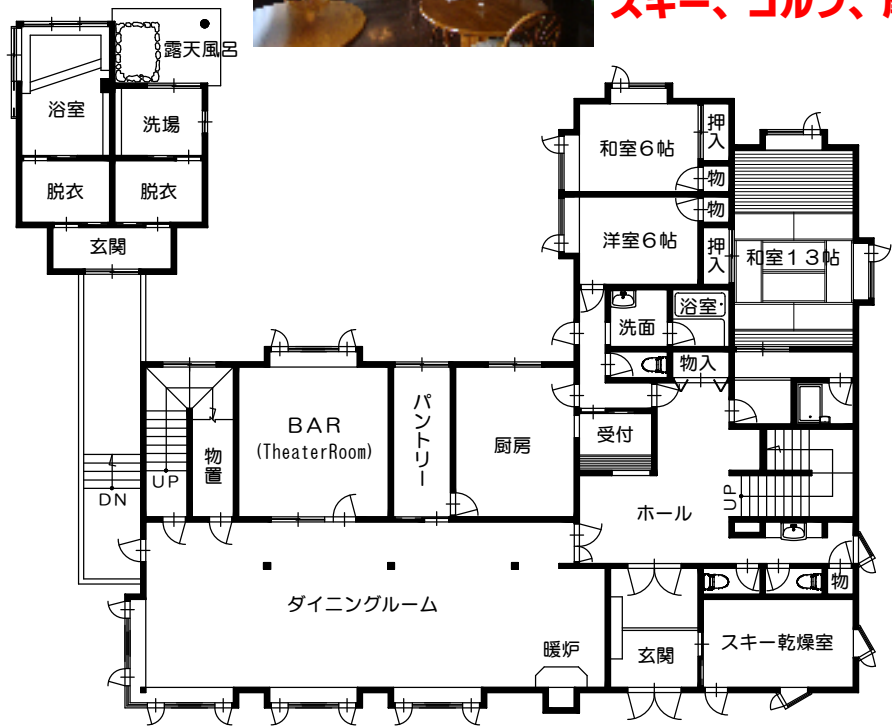 スキー、ゴルフ、
露天風呂
浴室
洗場
脱衣
脱衣
玄関
DN
和室6帖
押入
物
物
洋室6帖
押入
和室13帖
洗面
浴室
物入
受付
ホール
UP
UP
物置
BAR
(TheaterRoom)
パントリー
厨房
ダイニングルーム
暖炉
玄関
スキー乾燥室
物